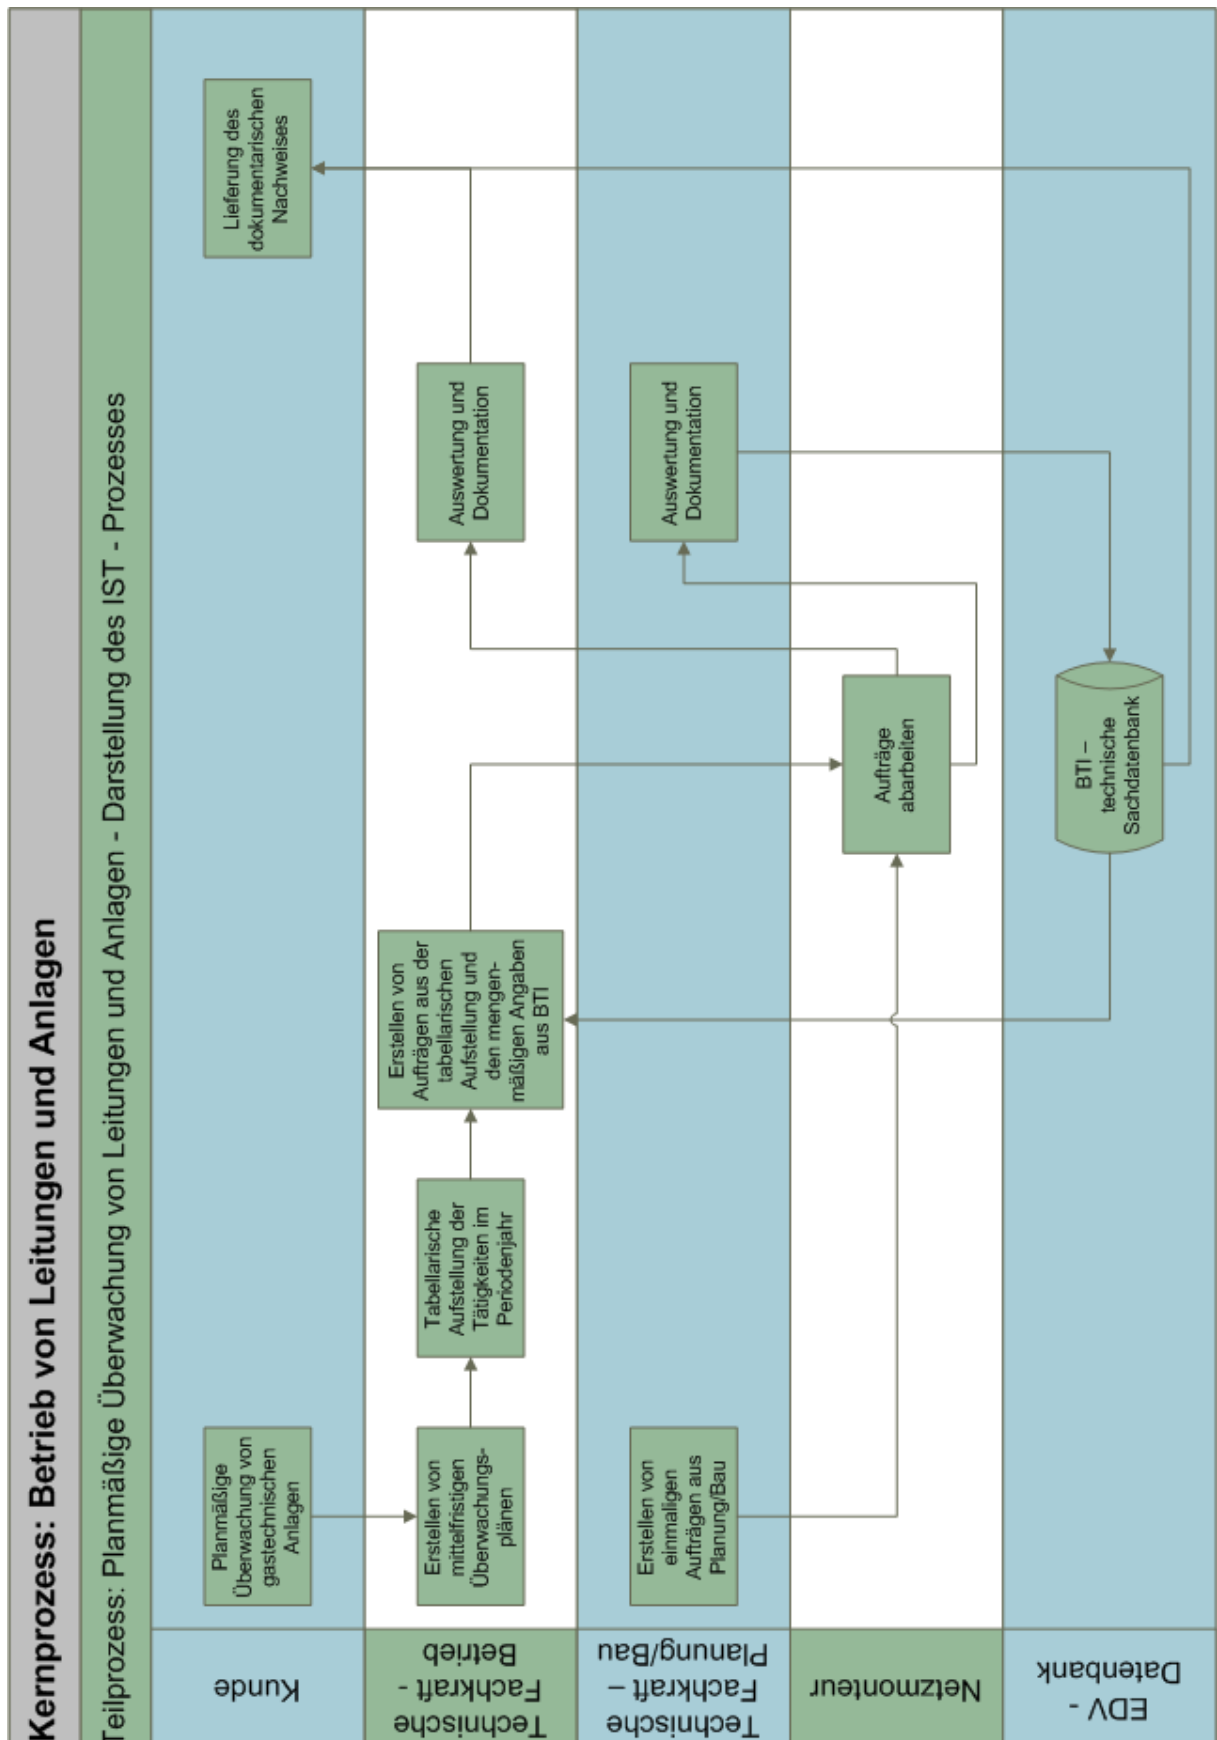 Kernprozess: Betrieb von Leitungen und Anlagen
Teilprozess: Planmäßige Überwachung von Leitungen und Anlagen - Darstellung des IST - Prozesses
Kunde
Planmäßige
Überwachung von
gastechnischen
Anlagen
Lieferung des
dokumentarischen
Nachweises
Technische
Fachkraft -
Betrieb
Erstellen von
mittelfristigen
Überwachungs-
plänen
Tabellarische
Aufstellung der
Tätigkeiten im
Periodenjahr
Erstellen von
Aufträgen aus der
tabellarischen
Aufstellung und
den mengen-
mäßigen Angaben
aus BTI
Auswertung und
Dokumentation
Technische
Fachkraft –
Planung/Bau
Erstellen von
einmaligen
Aufträgen aus
Planung/Bau
Auswertung und
Dokumentation
Netzmonteur
Aufträge
abarbeiten
EDV -
Datenbank
BTI –
technische
Sachdatenbank